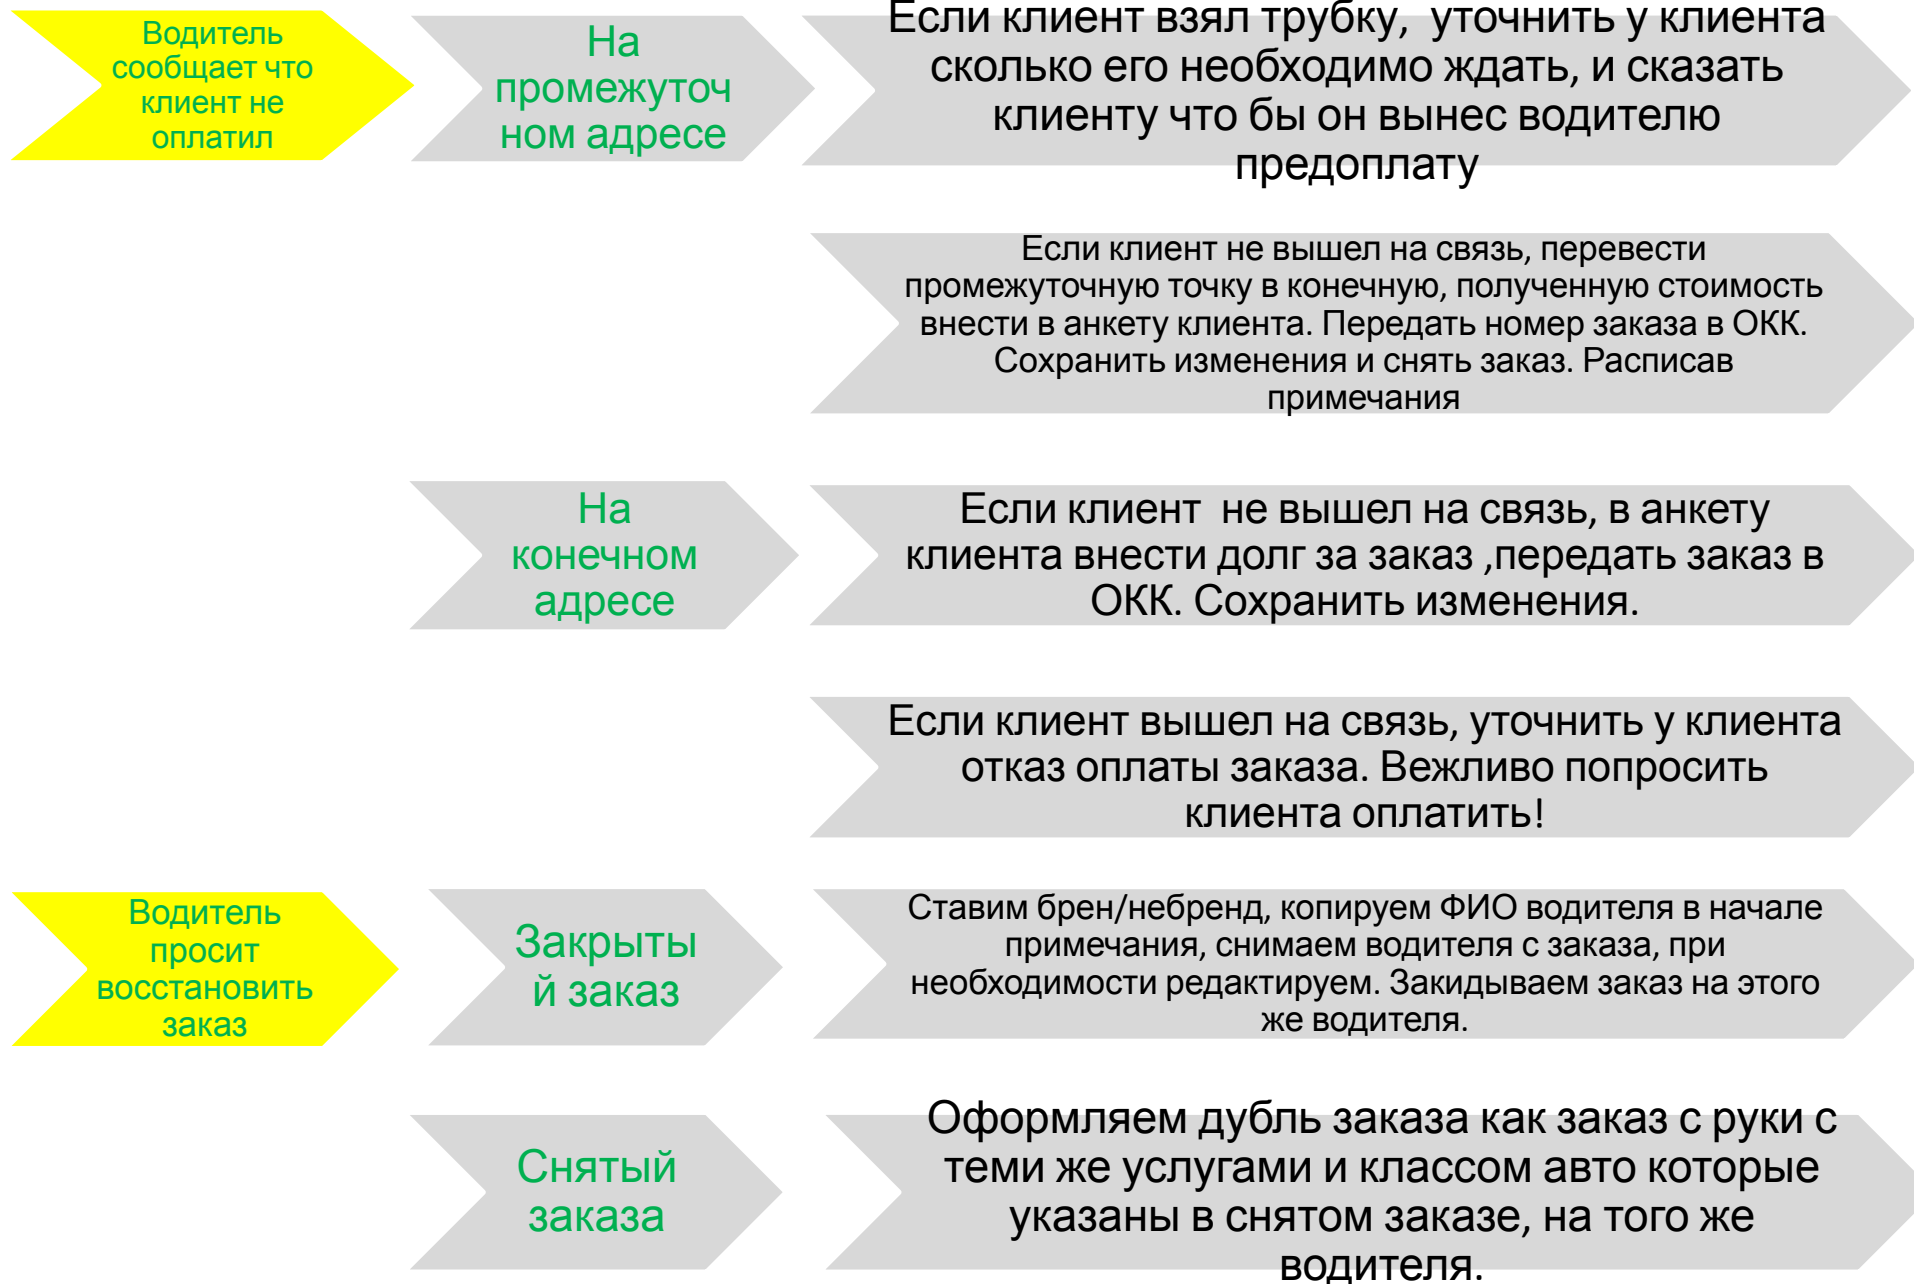 Водитель
сообщает что
клиент не
оплатил
На
промежуточ
ном адресе
Если клиент взял трубку, уточнить у клиента
сколько его необходимо ждать, и сказать
клиенту что бы он вынес водителю
предоплату
Если клиент не вышел на связь, перевести
промежуточную точку в конечную, полученную стоимость
внести в анкету клиента. Передать номер заказа в ОКК.
Сохранить изменения и снять заказ. Расписав
примечания
На
конечном
адресе
Если клиент не вышел на связь, в анкету
клиента внести долг за заказ ,передать заказ в
ОКК. Сохранить изменения.
Если клиент вышел на связь, уточнить у клиента
отказ оплаты заказа. Вежливо попросить
клиента оплатить!
Водитель
просит
восстановить
заказ
Закрыты
й заказ
Ставим брен/небренд, копируем ФИО водителя в начале
примечания, снимаем водителя с заказа, при
необходимости редактируем. Закидываем заказ на этого
же водителя.
Снятый
заказа
Оформляем дубль заказа как заказ с руки с
теми же услугами и классом авто которые
указаны в снятом заказе, на того же
водителя.